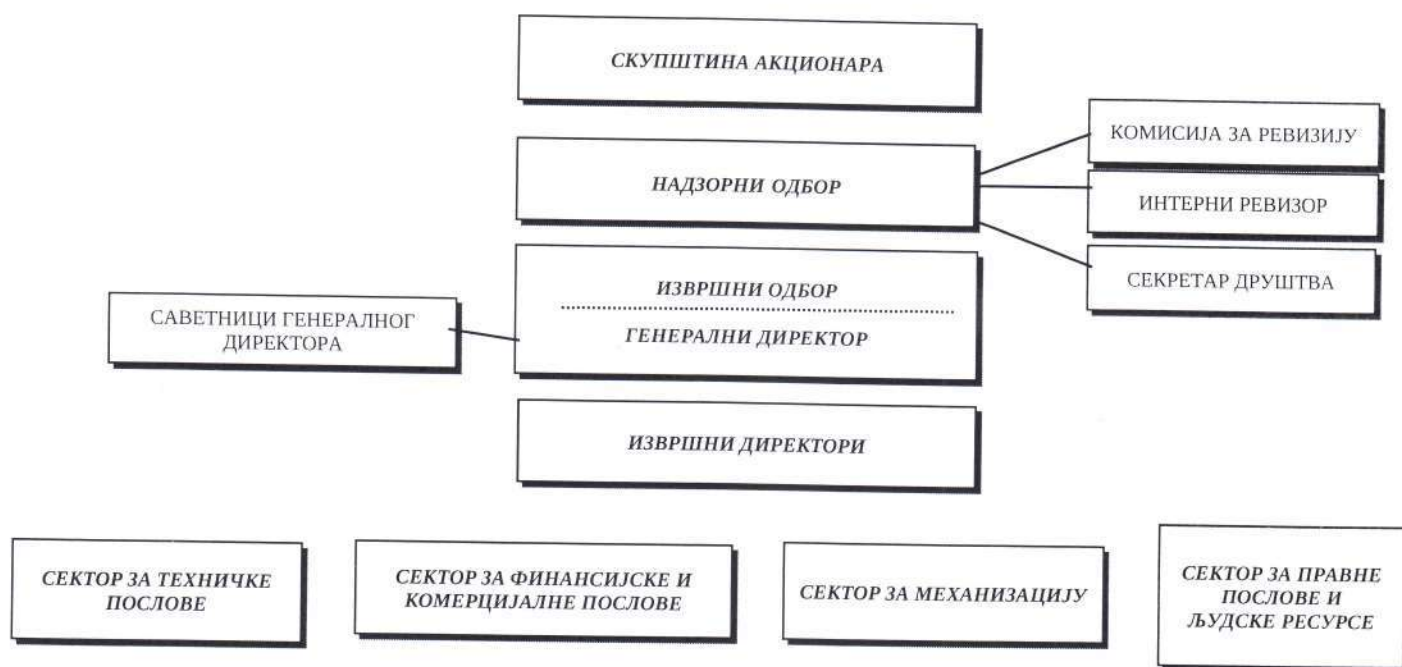 СКУПШТИНА АКЦИОНАРА
НАДЗОРНИ ОДБОР
КОМИСИЈА ЗА РЕВИЗИЈУ
ИНТЕРНИ РЕВИЗОР
СЕКРЕТАР ДРУШТВА
ИЗВРШНИ ОДБОР
ГЕНЕРАЛНИ ДИРЕКТОР
САВЕТНИЦИ ГЕНЕРАЛНОГ
ДИРЕКТОРА
ИЗВРШНИ ДИРЕКТОРИ
СЕКТОР ЗА ТЕХНИЧКЕ
ПОСЛОВЕ
СЕКТОР ЗА ФИНАНСИЈСКЕ И
КОМЕРЦИЈАЛНЕ ПОСЛОВЕ
СЕКТОР ЗА МЕХАНИЗАЦИЈУ
СЕКТОР ЗА ПРАВНЕ
ПОСЛОВЕ И
ЉУДСКЕ РЕСУРСЕ